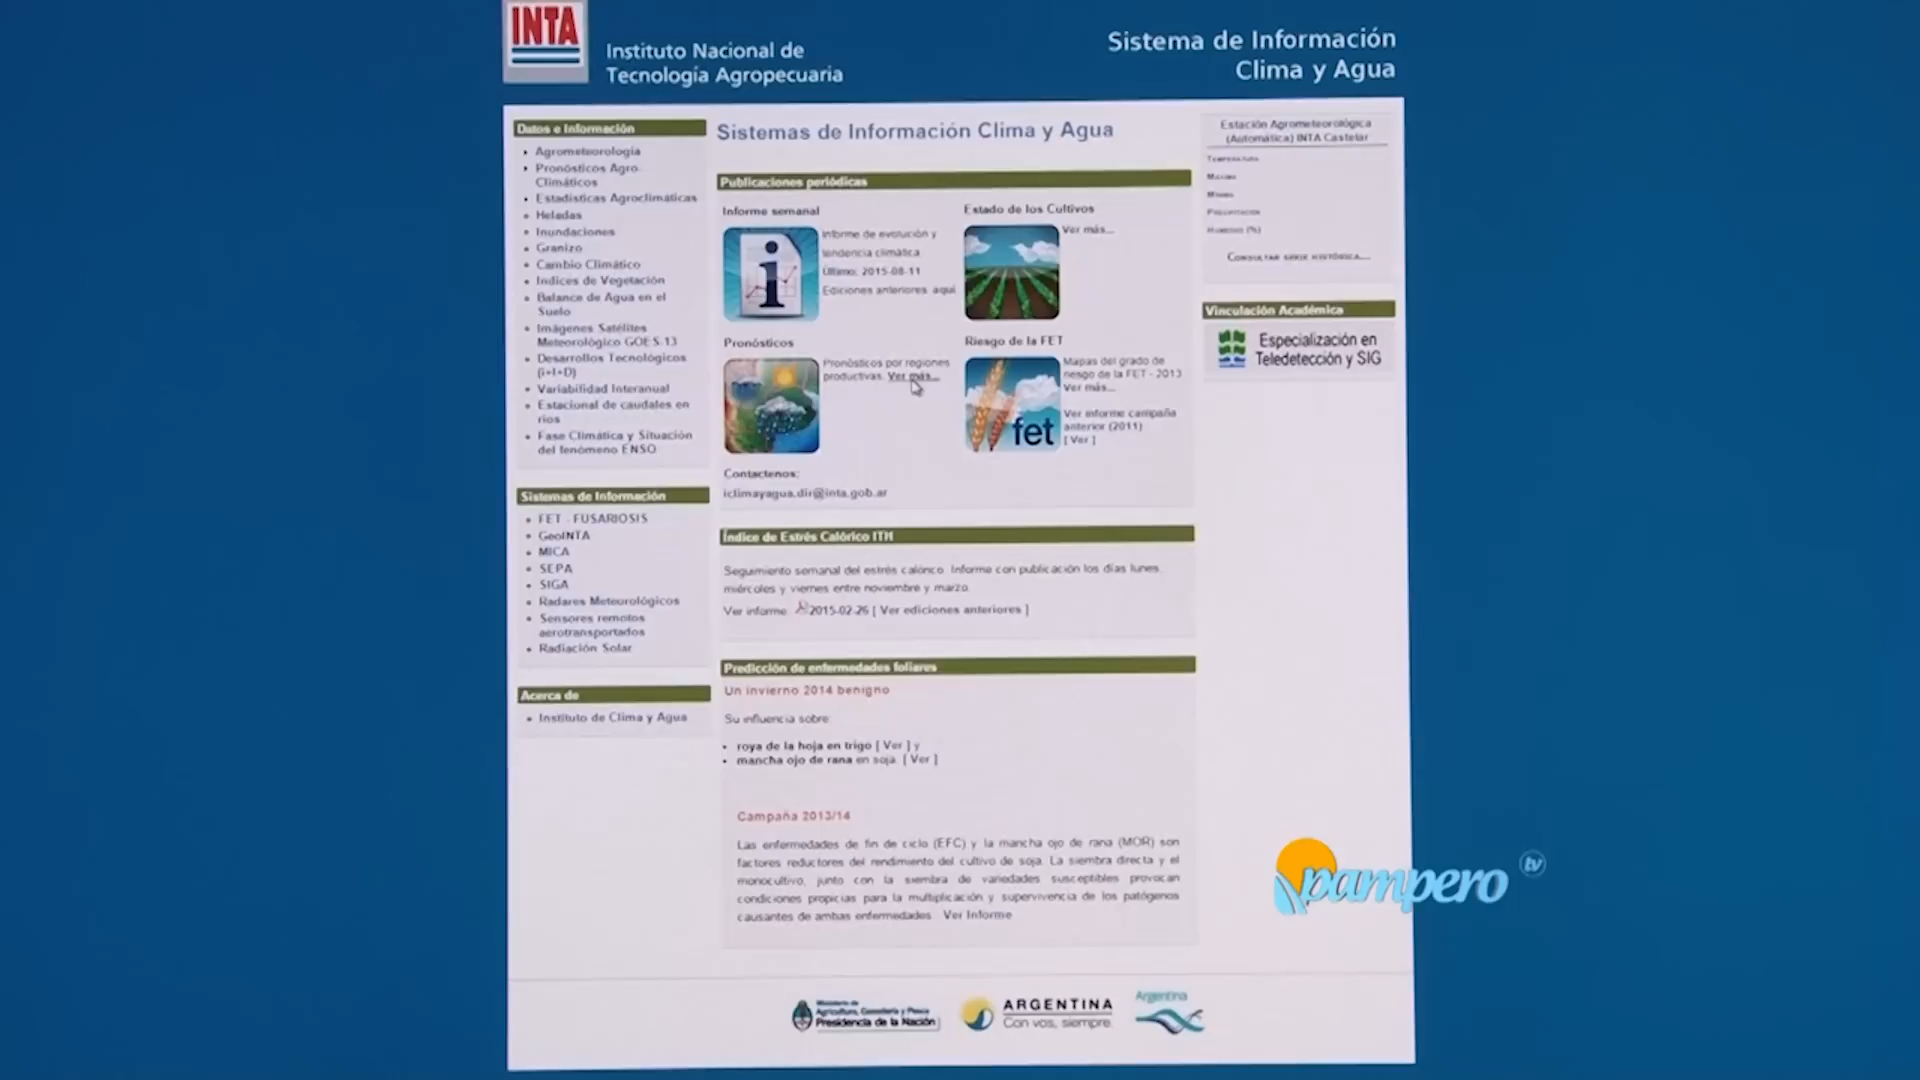 INTA
Instituto Nacional de
Tecnología Agropecuaria
Sistema de Información
Clima y Agua
Datos e Información
Agrometeorología
Pronósticos Agro
Climáticos
Estadísticas Agroclimáticas
Heladas
Inundaciones
Granizo
Cambio Climático
Indices de Vegetación
Balance de Agua en el
Suelo
Imágenes Satélites
Meteorológico GOES 13
Desarrollos Tecnológicos
(i+I+D)
Variabilidad Interanual
Estacional de caudales en
ríos
Fase Climática y Situación
del fenómeno ENSO
Sistemas de Información
FET - FUSARIOSIS
GeoINTA
MICA
SEPA
SIGA
Radares Meteorológicos
Sensores remotos
aerotransportados
Radiación Solar
Acerca de
Instituto de Clima y Agua
Sistemas de Información Clima y Agua
Publicaciones periódicas
Informe semanal
Informe de evolución y
tendencia climática
Último: 2015-08-11
Ediciones anteriores: aquí
Estado de los Cultivos
Ver más...
Pronósticos
Pronósticos por regiones
productivas. Ver más...
Riesgo de la FET
fet
Mapas del grado de
riesgo de la FET - 2013
Ver más...
Ver informe campaña
anterior (2011)
[ Ver ]
Contactenos:
iclimayagua.dir@inta.gob.ar
Índice de Estrés Calórico ITH
Seguimiento semanal del estrés calórico. Informe con publicación los días lunes,
miércoles y viernes entre noviembre y marzo.
Ver informe 2015-02-26 [ Ver ediciones anteriores ]
Predicción de enfermedades foliares
Un invierno 2014 benigno
Su influencia sobre:
roya de la hoja en trigo [ Ver ] y
mancha ojo de rana en soja. [ Ver ]
Campaña 2013/14
Las enfermedades de fin de ciclo (EFC) y la mancha ojo de rana (MOR) son
factores reductores del rendimiento del cultivo de soja. La siembra directa y el
monocultivo, junto con la siembra de variedades susceptibles provocan
condiciones propicias para la multiplicación y supervivencia de los patógenos
causantes de ambas enfermedades. Ver Informe
Estación Agrometeorológica
(Automática) INTA Castelar
Temperatura
Máxima
Mínima
Precipitación
Humedad (%)
Consultar serie histórica...
Vinculación Académica
Especialización en
Teledetección y SIG
pampero tv
Ministerio de
Agricultura, Ganadería y Pesca
Presidencia de la Nación
ARGENTINA
Con vos, siempre.
Argentina